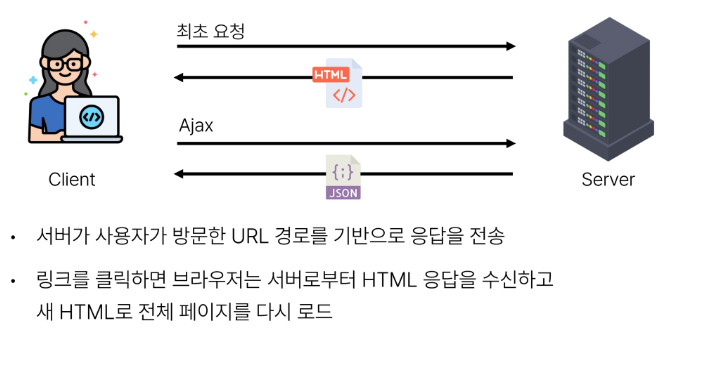 최초 요청
HTML
</>
Ajax
</>
{;}
JSON
Client
Server
• 서버가 사용자가 방문한 URL 경로를 기반으로 응답을 전송
• 링크를 클릭하면 브라우저는 서버로부터 HTML 응답을 수신하고
새 HTML로 전체 페이지를 다시 로드